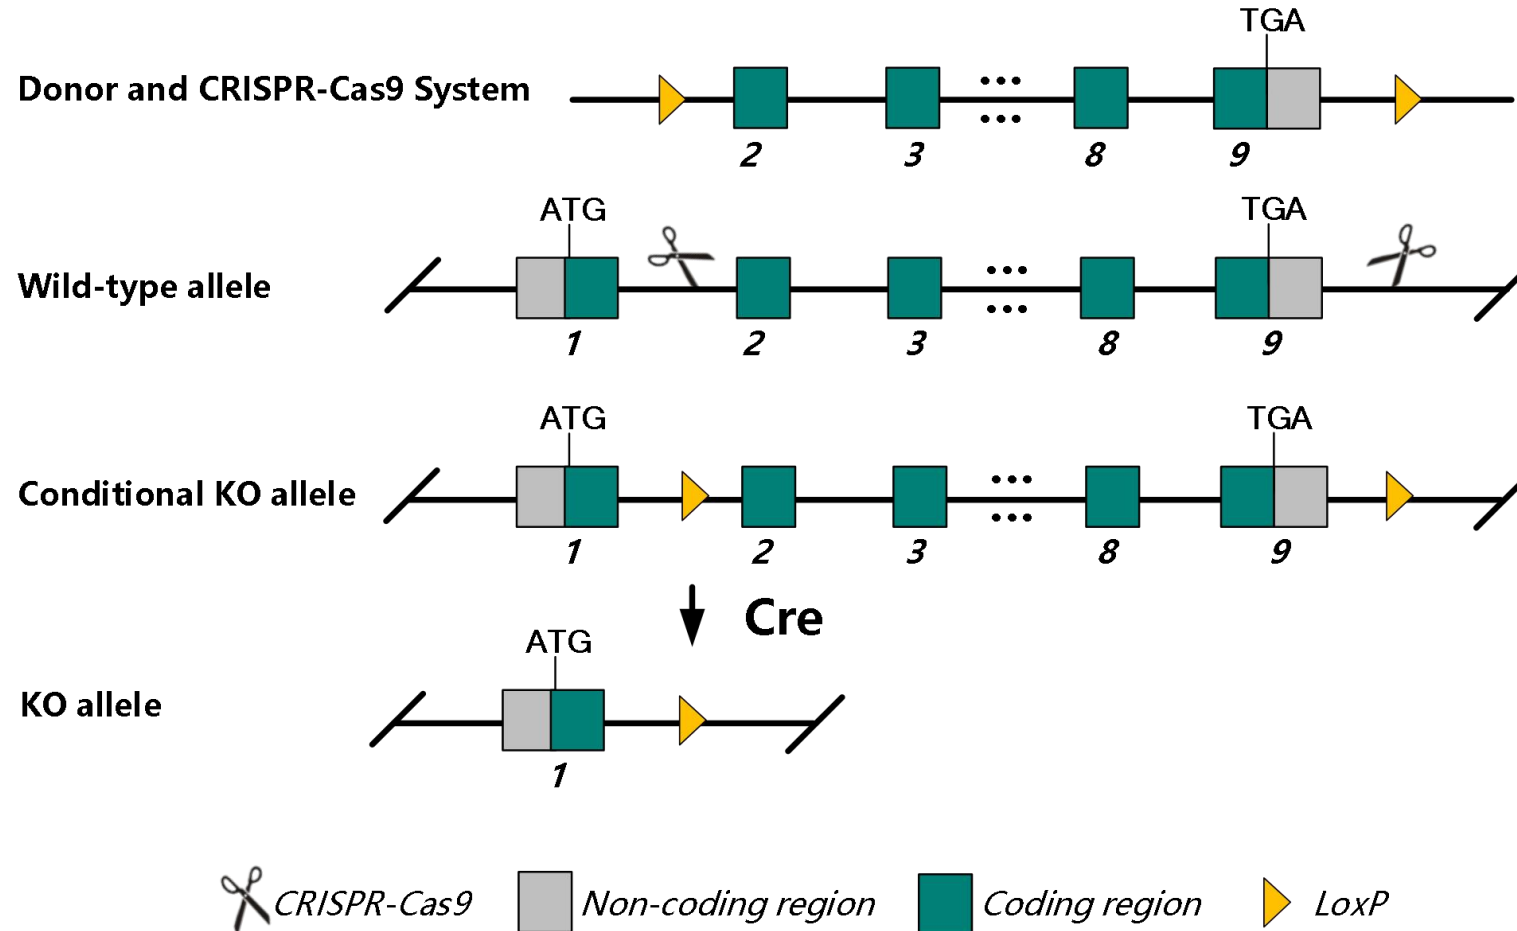 TGA
Donor and CRISPR-Cas9 System
2 3 8 9
ATG TGA
Wild-type allele
1 2 3 8 9
ATG TGA
Conditional KO allele
1 2 3 8 9
Cre
ATG
KO allele
1
CRISPR-Cas9 Non-coding region Coding region LoxP